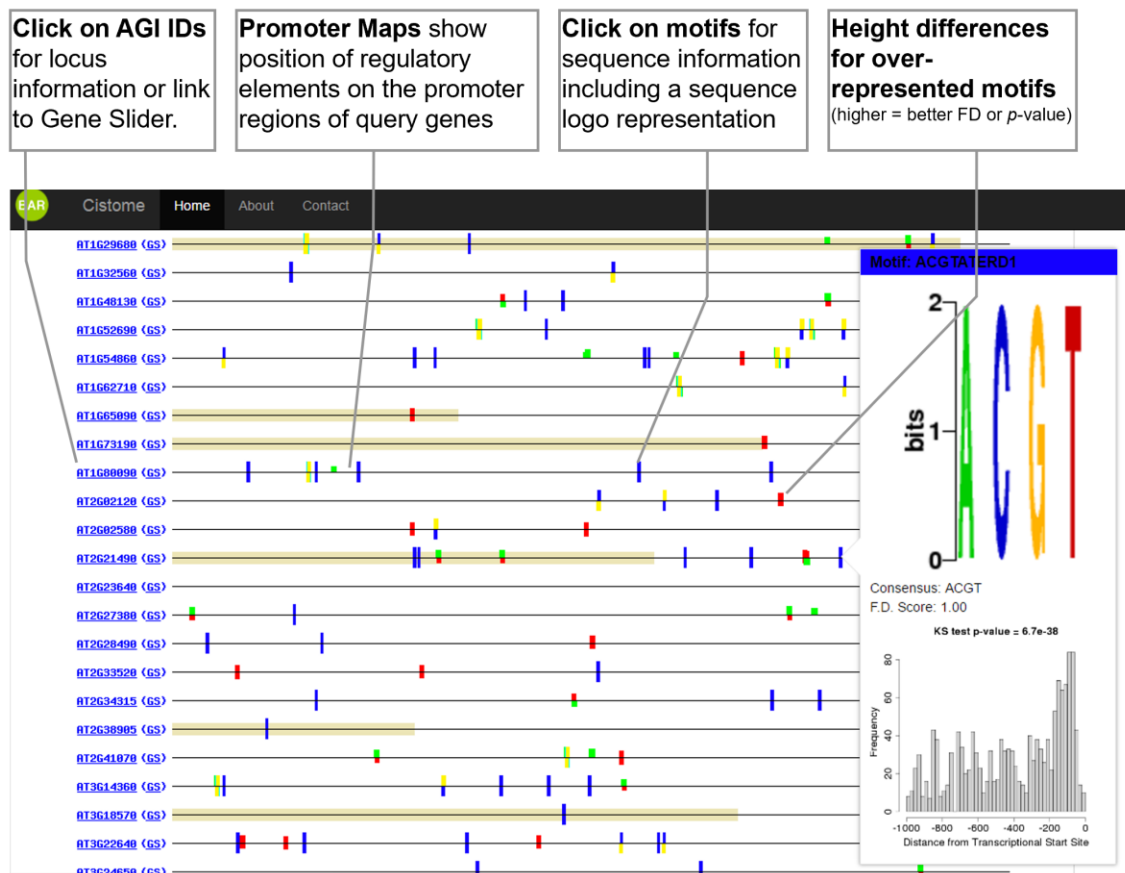 Click on AGI IDs
for locus
information or link
to Gene Slider.
Promoter Maps show
position of regulatory
elements on the promoter
regions of query genes
Click on motifs for
sequence information
including a sequence
logo representation
Height differences
for over-
represented motifs
(higher = better FD or p-value)
BAR Cistome Home About Contact
AT1G29680 (GS)
AT1G32560 (GS)
AT1G48130 (GS)
AT1G52690 (GS)
AT1G54860 (GS)
AT1G62710 (GS)
AT1G65090 (GS)
AT1G73190 (GS)
AT1G80090 (GS)
AT2G02120 (GS)
AT2G02580 (GS)
AT2G21490 (GS)
AT2G23640 (GS)
AT2G27380 (GS)
AT2G28490 (GS)
AT2G33520 (GS)
AT2G34315 (GS)
AT2G38905 (GS)
AT2G41070 (GS)
AT3G14360 (GS)
AT3G18570 (GS)
AT3G22640 (GS)
AT3G24650 (GS)
Motif: ACGTATERD1
2
bits
1
0
ACGT
Consensus: ACGT
F.D. Score: 1.00
KS test p-value = 6.7e-38
Frequency
80
60
40
20
0
-1000 -800 -600 -400 -200 0
Distance from Transcriptional Start Site